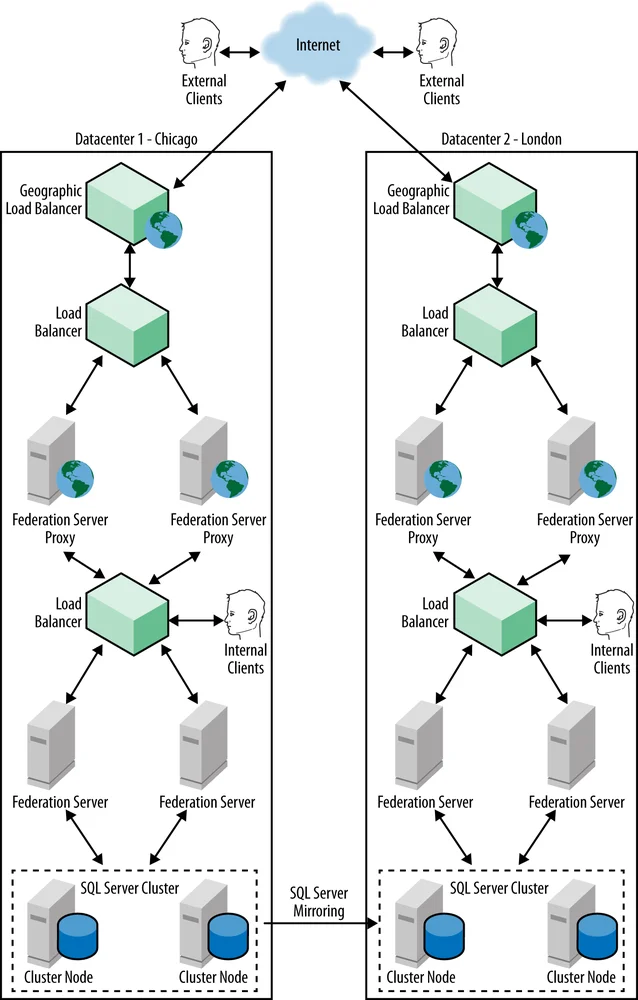 Internet
External
Clients
External
Clients
Datacenter 1 - Chicago
Datacenter 2 - London
Geographic
Load Balancer
Geographic
Load Balancer
Load
Balancer
Load
Balancer
Federation Server
Proxy
Federation Server
Proxy
Federation Server
Proxy
Federation Server
Proxy
Load
Balancer
Internal
Clients
Load
Balancer
Internal
Clients
Federation Server
Federation Server
Federation Server
Federation Server
SQL Server Cluster
SQL Server
Mirroring
SQL Server Cluster
Cluster Node
Cluster Node
Cluster Node
Cluster Node